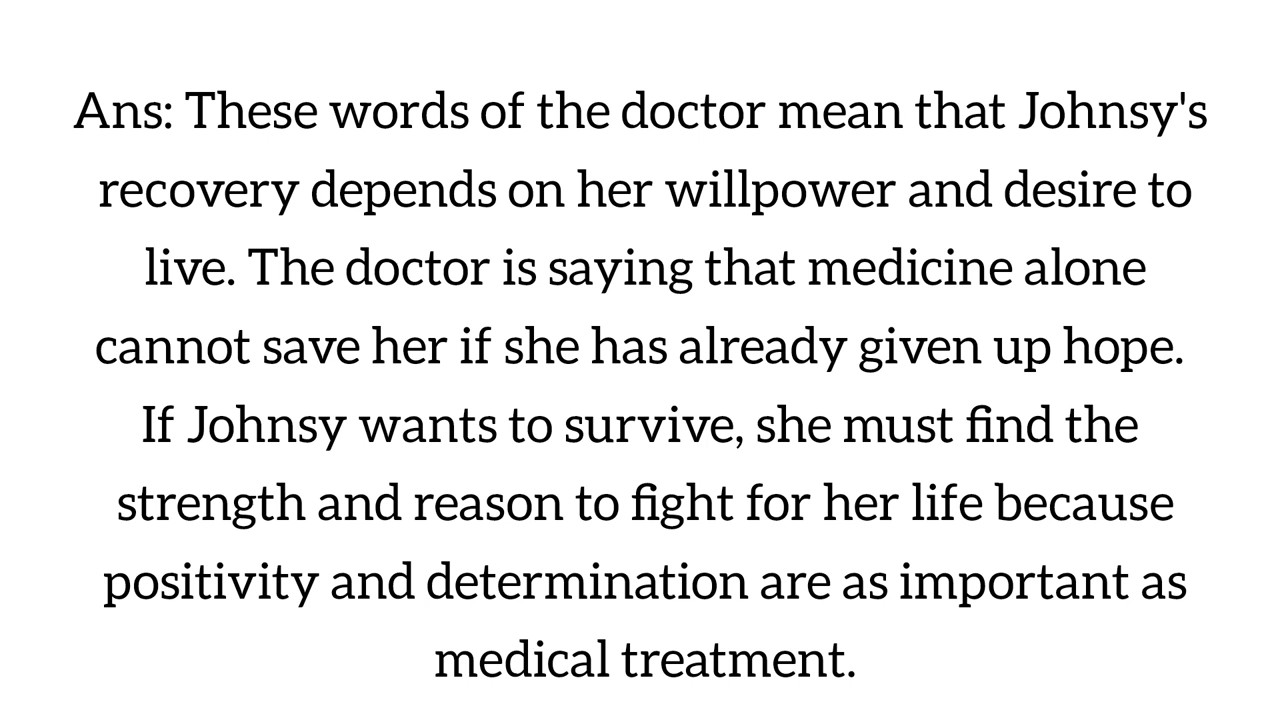 Ans: These words of the doctor mean that Johnsy's
recovery depends on her willpower and desire to
live. The doctor is saying that medicine alone
cannot save her if she has already given up hope.
If Johnsy wants to survive, she must find the
strength and reason to fight for her life because
positivity and determination are as important as
medical treatment.